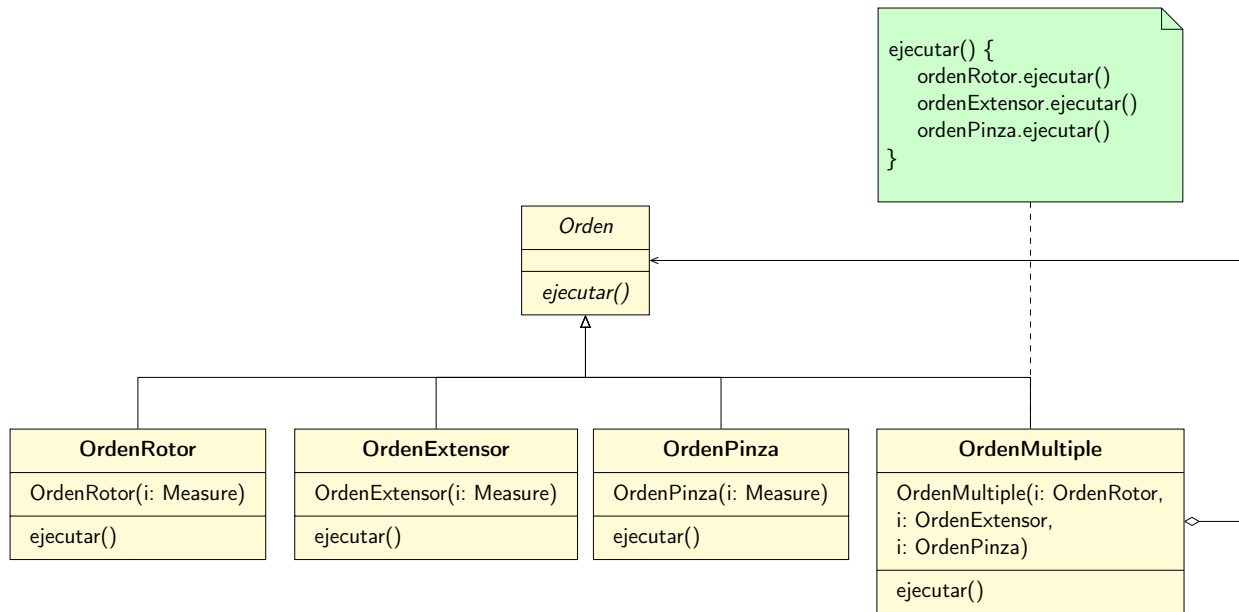 ejecutar() {
ordenRotor.ejecutar()
ordenExtensor.ejecutar()
ordenPinza.ejecutar()
}
Orden
ejecutar()
OrdenRotor
OrdenRotor(i: Measure)
ejecutar()
OrdenExtensor
OrdenExtensor(i: Measure)
ejecutar()
OrdenPinza
OrdenPinza(i: Measure)
ejecutar()
OrdenMultiple
OrdenMultiple(i: OrdenRotor,
i: OrdenExtensor,
i: OrdenPinza)
ejecutar()